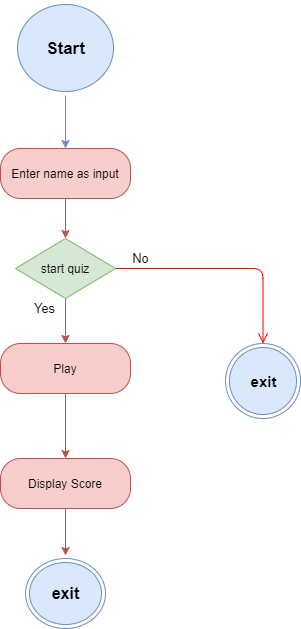 Start
Enter name as input
start quiz
No
Yes
Play
exit
Display Score
exit